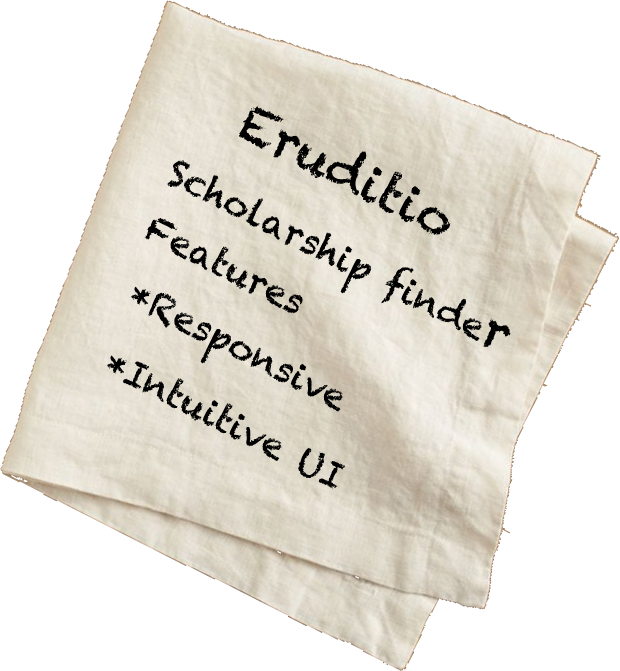 Eruditio
Scholarship finder
Features
*Responsive
*Intuitive UI